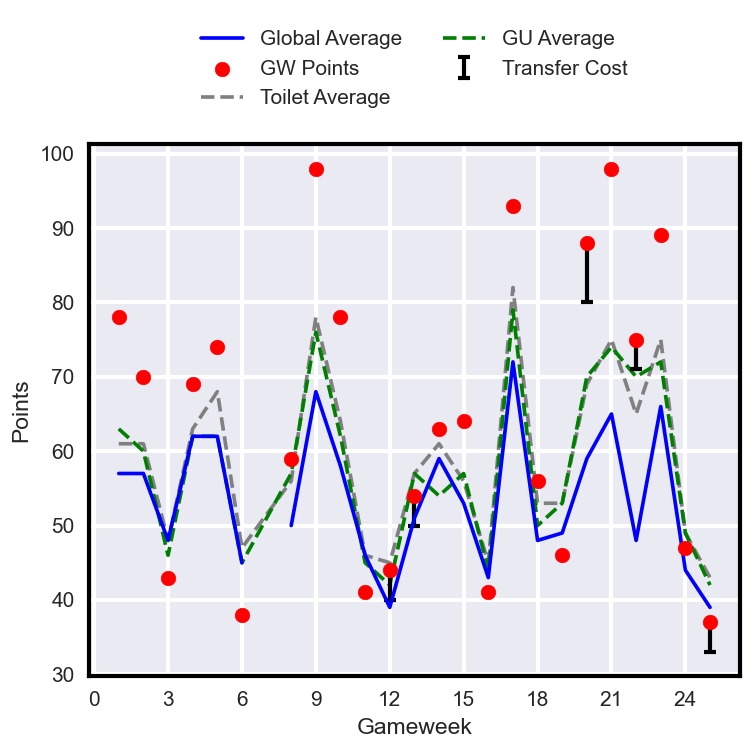 Global Average
GW Points
Toilet Average
GU Average
Transfer Cost
100
90
80
70
60
50
40
30
Points
0 3 6 9 12 15 18 21 24
Gameweek